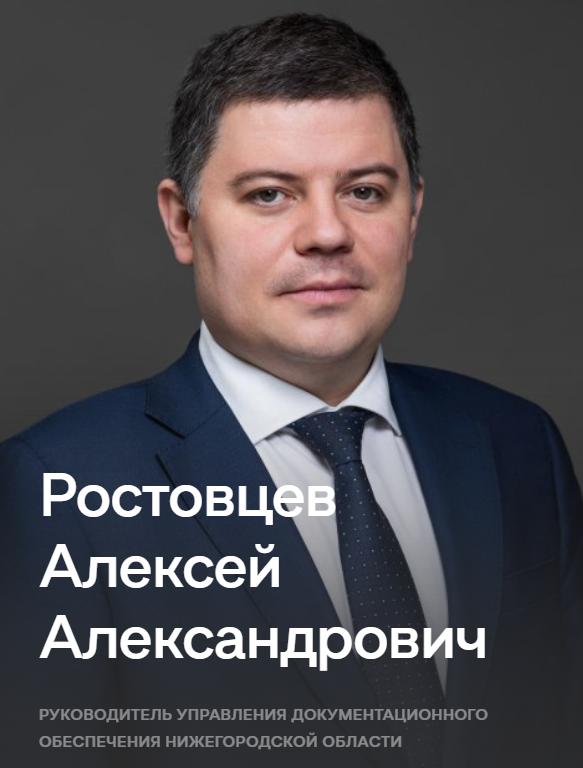 Ростовцев
Алексей
Александрович
РУКОВОДИТЕЛЬ УПРАВЛЕНИЯ ДОКУМЕНТАЦИОННОГО
ОБЕСПЕЧЕНИЯ НИЖЕГОРОДСКОЙ ОБЛАСТИ